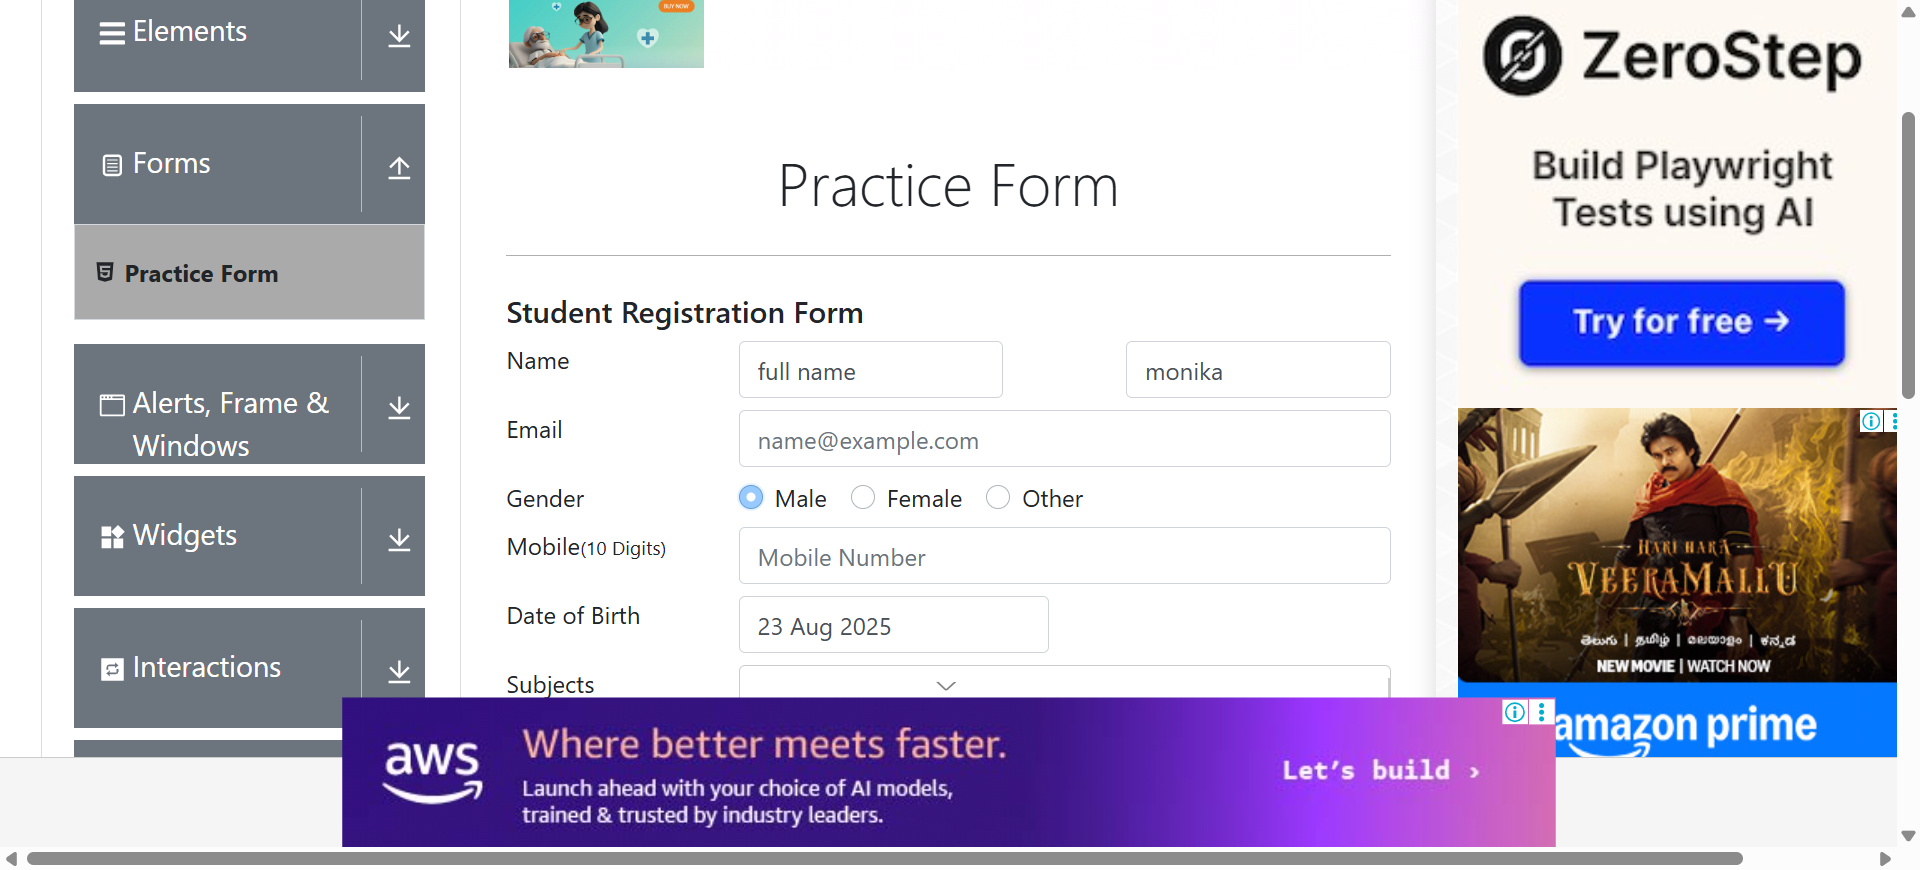 Elements
Forms
Practice Form
Alerts, Frame &
Windows
Widgets
Interactions
BUY NOW
Practice Form
Student Registration Form
Name
full name
monika
Email
name@example.com
Gender
Male
Female
Other
Mobile(10 Digits)
Mobile Number
Date of Birth
23 Aug 2025
Subjects
ZeroStep
Build Playwright
Tests using AI
Try for free →
HARI HARA
VEERAMALLU
తెలుగు | தமிழ் | മലയാളം | ಕನ್ನಡ
NEW MOVIE | WATCH NOW
amazon prime
aws
Where better meets faster.
Launch ahead with your choice of AI models,
trained & trusted by industry leaders.
Let's build ›